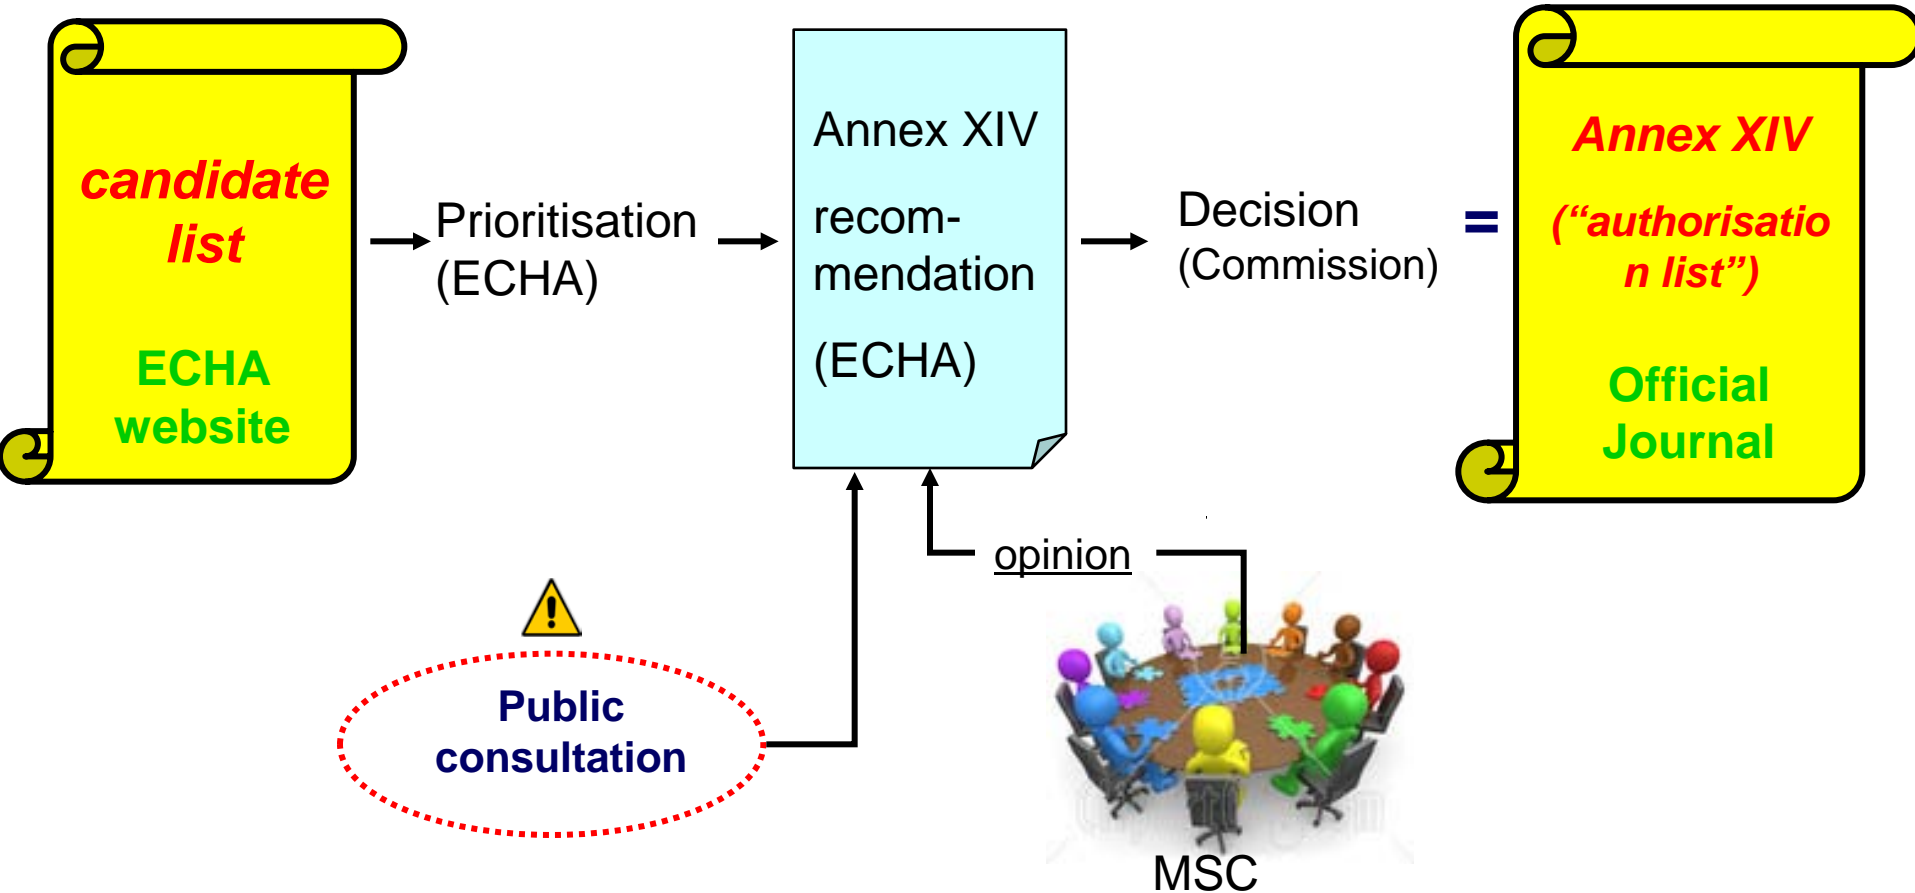 candidate
list
ECHA
website
Prioritisation
(ECHA)
Annex XIV
recom-
mendation
(ECHA)
Decision
(Commission)
=
Annex XIV
(“authorisatio
n list”)
Official
Journal
opinion
Public
consultation
MSC